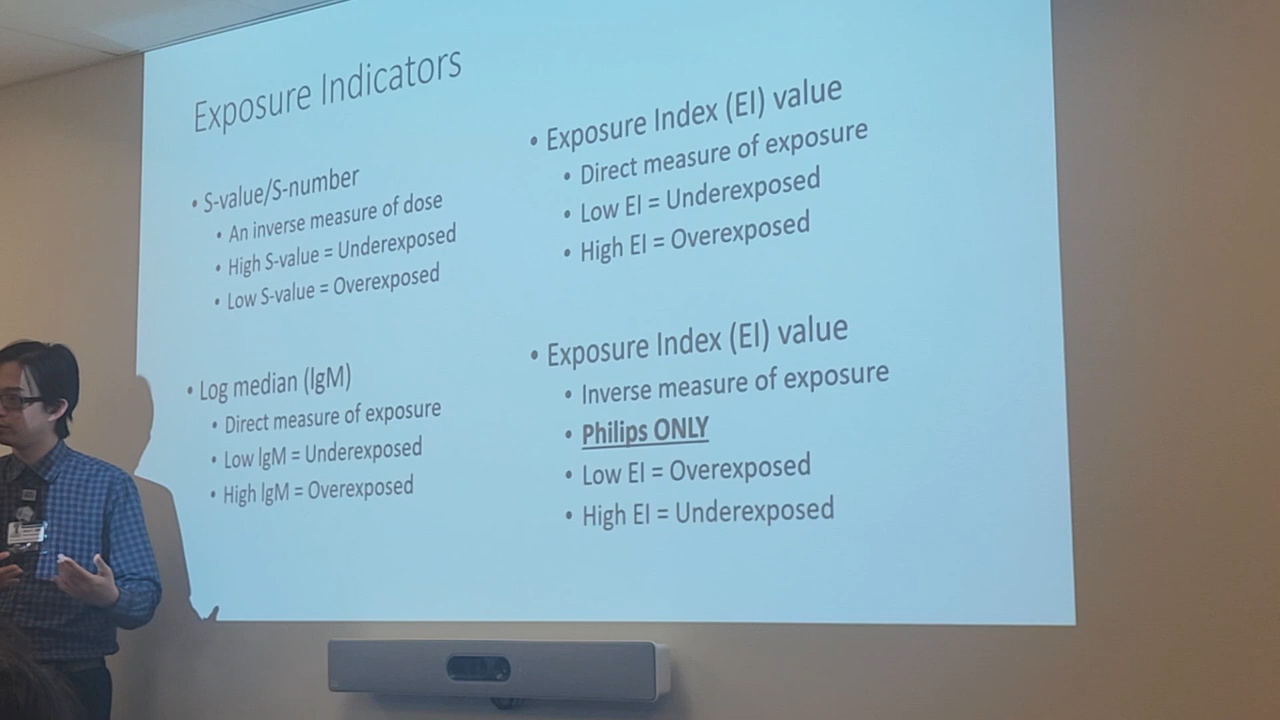 Exposure Indicators
• S-value/S-number
• An inverse measure of dose
• High S-value = Underexposed
• Low S-value = Overexposed
• Log median (lgM)
• Direct measure of exposure
• Low lgM = Underexposed
• High lgM = Overexposed
• Exposure Index (EI) value
• Direct measure of exposure
• Low EI = Underexposed
• High EI = Overexposed
• Exposure Index (EI) value
• Inverse measure of exposure
• Philips ONLY
• Low EI = Overexposed
• High EI = Underexposed